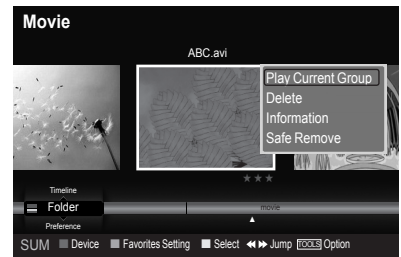 Movie
ABC.avi
Play Current Group
Delete
Information
Safe Remove
Timeline
Folder
Preference
movie
SUM Device Favorites Setting Select Jump TOOLS Option